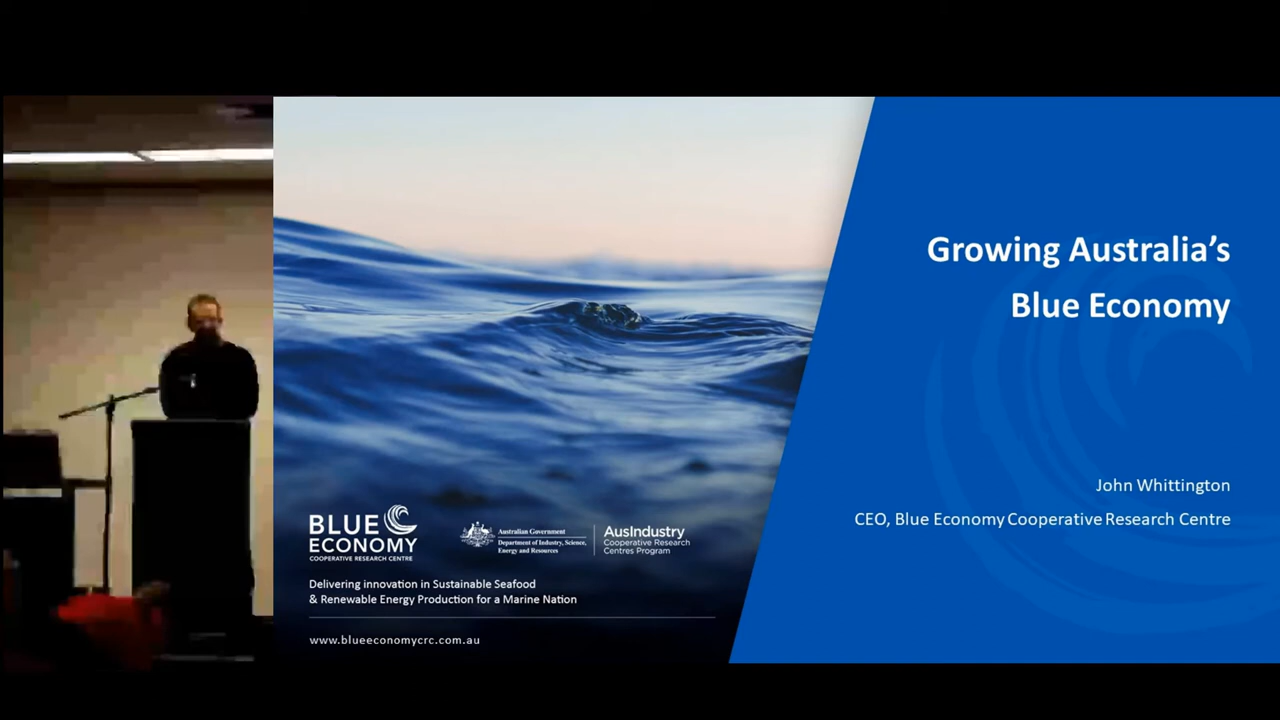 Growing Australia's
Blue Economy
John Whittington
CEO, Blue Economy Cooperative Research Centre
BLUE
ECONOMY
COOPERATIVE RESEARCH CENTRE
Australian Government
Department of Industry, Science,
Energy and Resources
AusIndustry
Cooperative Research
Centres Program
Delivering innovation in Sustainable Seafood
& Renewable Energy Production for a Marine Nation
www.blueeconomycrc.com.au